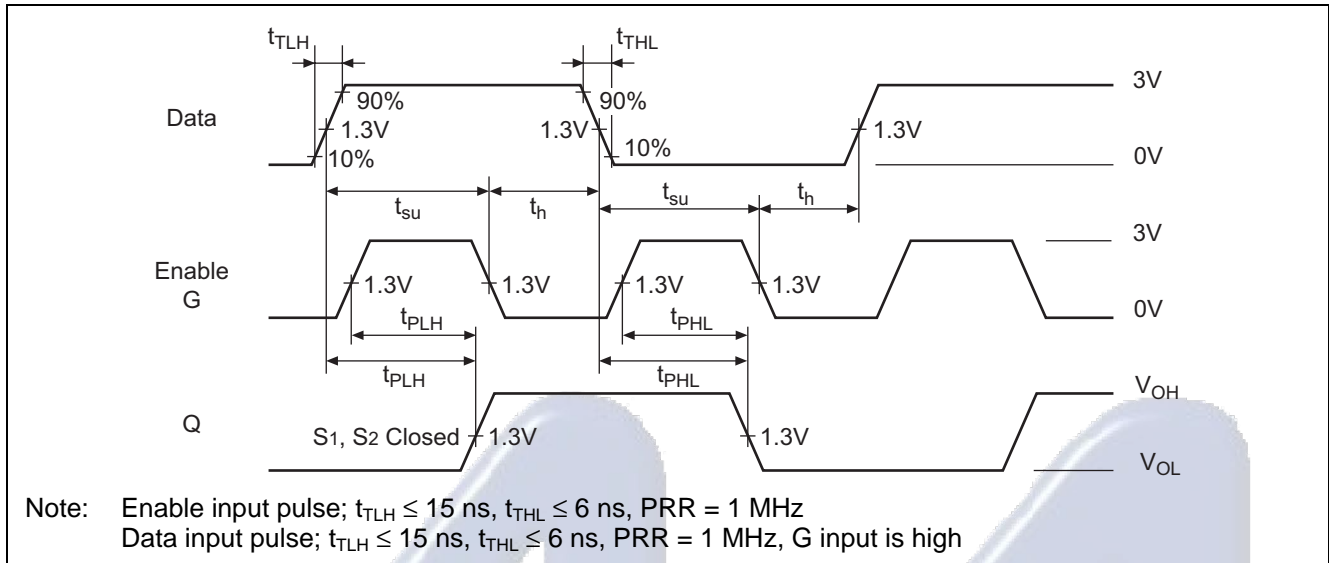 tTLH tTHL
3V
90% 90%
Data 1.3V 1.3V 1.3V
10% 10% 0V
tsu th tsu th
3V
Enable
G
1.3V 1.3V 1.3V 1.3V
0V
tPLH tPHL
tPLH tPHL
VOH
Q S1, S2 Closed 1.3V 1.3V
VOL
Note: Enable input pulse; tTLH ≤ 15 ns, tTHL ≤ 6 ns, PRR = 1 MHz
Data input pulse; tTLH ≤ 15 ns, tTHL ≤ 6 ns, PRR = 1 MHz, G input is high